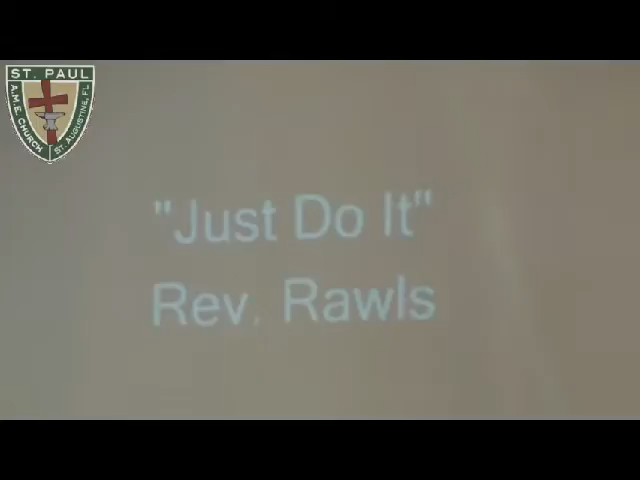 ST. PAUL
A.M.E. CHURCH
ST. AUGUSTINE, FL
"Just Do It"
Rev. Rawls